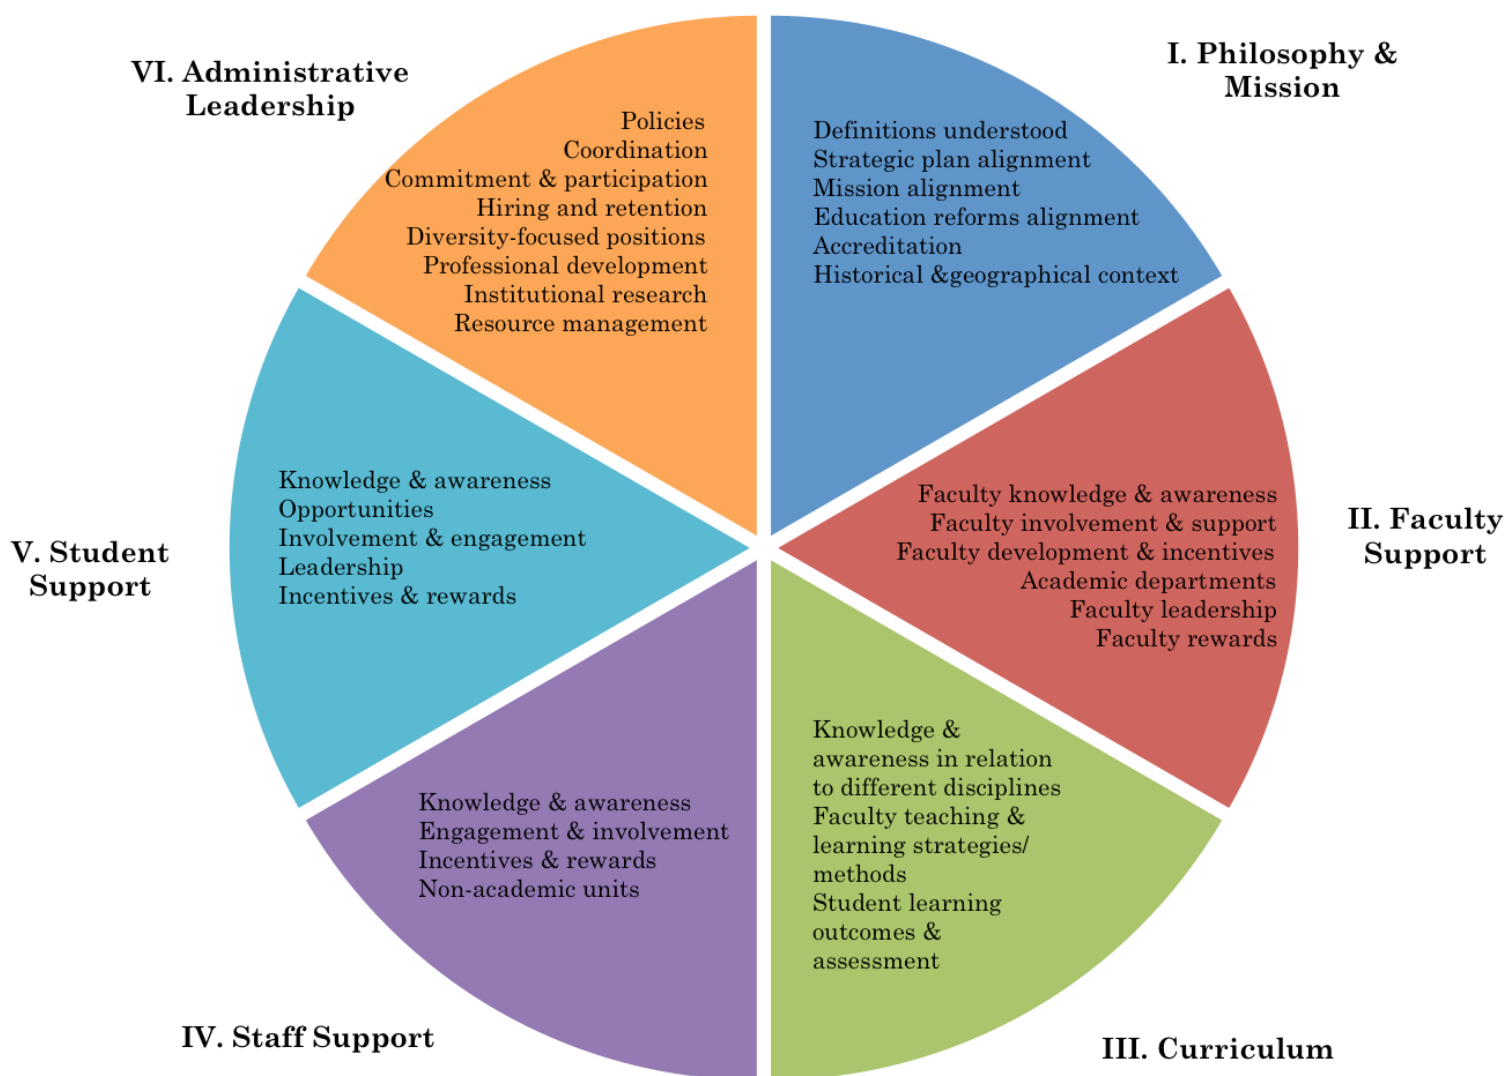 I. Philosophy &
Mission
Definitions understood
Strategic plan alignment
Mission alignment
Education reforms alignment
Accreditation
Historical &geographical context
II. Faculty
Support
Faculty knowledge & awareness
Faculty involvement & support
Faculty development & incentives
Academic departments
Faculty leadership
Faculty rewards
III. Curriculum
Knowledge &
awareness in relation
to different disciplines
Faculty teaching &
learning strategies/
methods
Student learning
outcomes &
assessment
IV. Staff Support
Knowledge & awareness
Engagement & involvement
Incentives & rewards
Non-academic units
V. Student
Support
Knowledge & awareness
Opportunities
Involvement & engagement
Leadership
Incentives & rewards
VI. Administrative
Leadership
Policies
Coordination
Commitment & participation
Hiring and retention
Diversity-focused positions
Professional development
Institutional research
Resource management